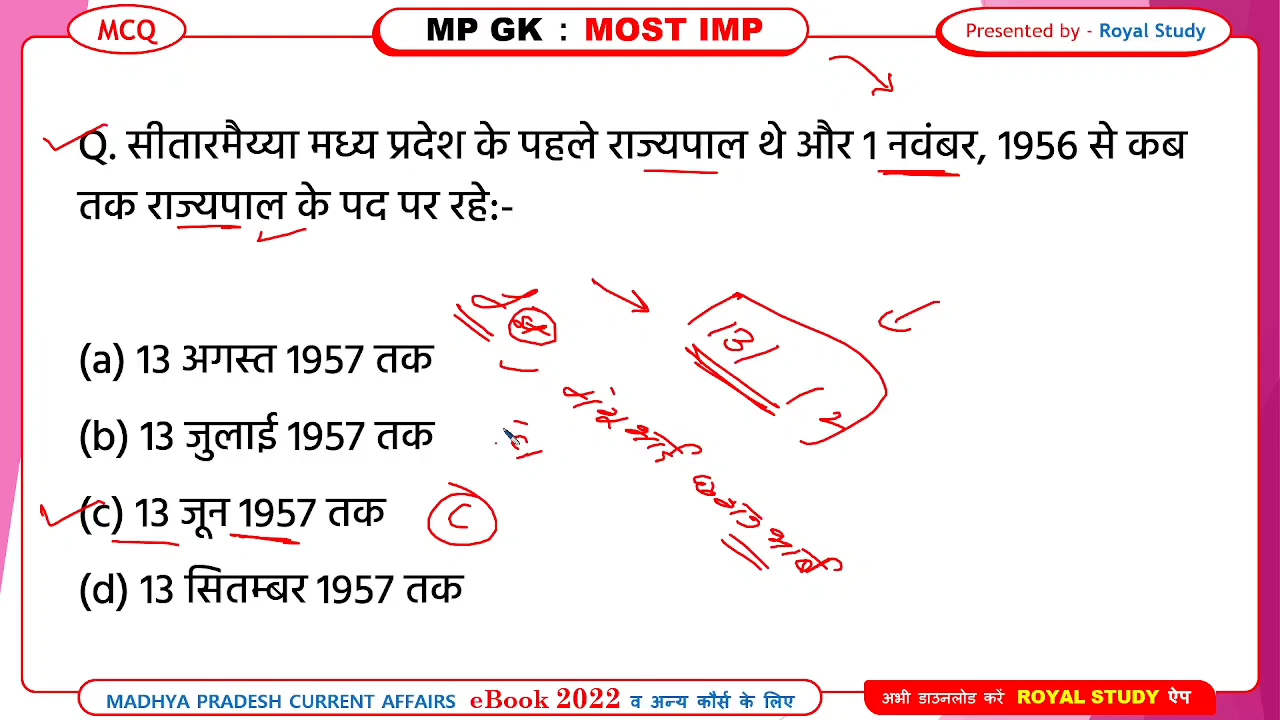 MCQ
MP GK : MOST IMP
Presented by - Royal Study
Q. सीतारमैय्या मध्य प्रदेश के पहले राज्यपाल थे और 1 नवंबर, 1956 से कब
तक राज्यपाल के पद पर रहे:-
(a) 13 अगस्त 1957 तक
(b) 13 जुलाई 1957 तक
(c) 13 जून 1957 तक
C
(d) 13 सितम्बर 1957 तक
131
MADHYA PRADESH CURRENT AFFAIRS eBook 2022 व अन्य कौर्स के लिए
अभी डाउनलोड करें ROYAL STUDY ऐप